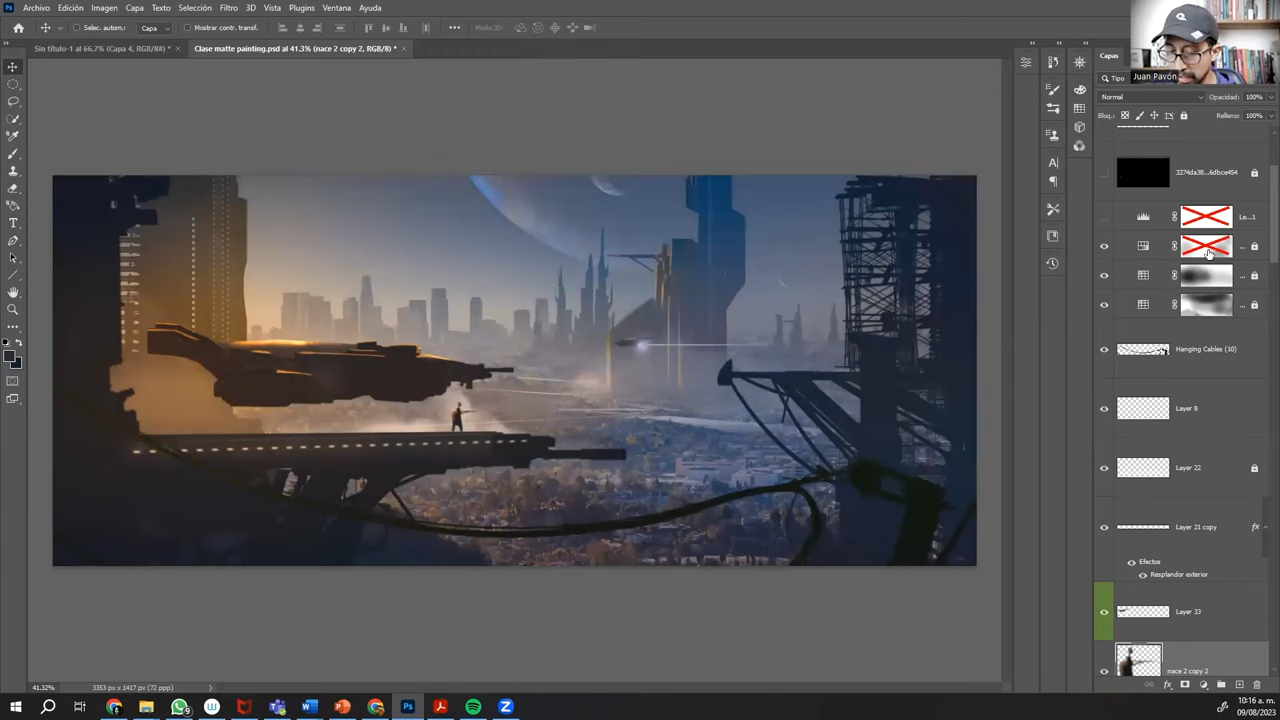 Archivo Edición Imagen Capa Texto Selección Filtro 3D Vista Plugins Ventana Ayuda
Selec. autom.: Capa Mostrar contr. transf. Modo 3D:
Sin título-1 al 66.7% (Capa 4, RGB/8#) *
Clase matte painting.psd al 41.3% (nace 2 copy 2, RGB/8) *
Juan Pavón
Capas
Tipo
Normal Opacidad: 100%
Bloq.: Relleno: 100%
3274da38...&dbce454
Le...1
Hanging Cables (10)
Layer 8
Layer 22
Layer 21 copy fx
Efectos
Resplandor exterior
Layer 33
nace 2 copy 2
41.32% 3353 px x 1417 px (72 ppp)
10:16 a. m.
09/08/2023